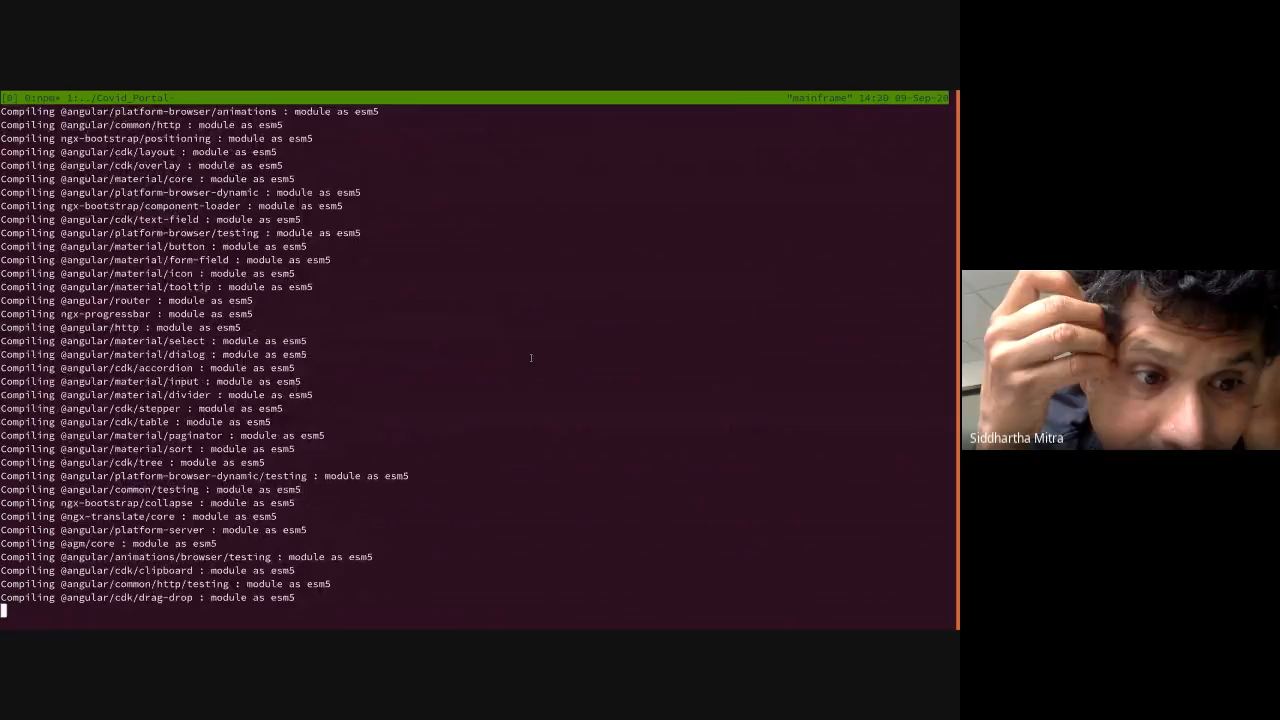 [0] 0:npm* 1:../Covid_Portal- "mainframe" 14:20 09-Sep-20
Compiling @angular/platform-browser/animations : module as esm5
Compiling @angular/common/http : module as esm5
Compiling ngx-bootstrap/positioning : module as esm5
Compiling @angular/cdk/layout : module as esm5
Compiling @angular/cdk/overlay : module as esm5
Compiling @angular/material/core : module as esm5
Compiling @angular/platform-browser-dynamic : module as esm5
Compiling ngx-bootstrap/component-loader : module as esm5
Compiling @angular/cdk/text-field : module as esm5
Compiling @angular/platform-browser/testing : module as esm5
Compiling @angular/material/button : module as esm5
Compiling @angular/material/form-field : module as esm5
Compiling @angular/material/icon : module as esm5
Compiling @angular/material/tooltip : module as esm5
Compiling @angular/router : module as esm5
Compiling ngx-progressbar : module as esm5
Compiling @angular/http : module as esm5
Compiling @angular/material/select : module as esm5
Compiling @angular/material/dialog : module as esm5
Compiling @angular/cdk/accordion : module as esm5
Compiling @angular/material/input : module as esm5
Compiling @angular/material/divider : module as esm5
Compiling @angular/cdk/stepper : module as esm5
Compiling @angular/cdk/table : module as esm5
Compiling @angular/material/paginator : module as esm5
Compiling @angular/material/sort : module as esm5
Compiling @angular/cdk/tree : module as esm5
Compiling @angular/platform-browser-dynamic/testing : module as esm5
Compiling @angular/common/testing : module as esm5
Compiling ngx-bootstrap/collapse : module as esm5
Compiling @ngx-translate/core : module as esm5
Compiling @angular/platform-server : module as esm5
Compiling @agm/core : module as esm5
Compiling @angular/animations/browser/testing : module as esm5
Compiling @angular/cdk/clipboard : module as esm5
Compiling @angular/common/http/testing : module as esm5
Compiling @angular/cdk/drag-drop : module as esm5
Siddhartha Mitra